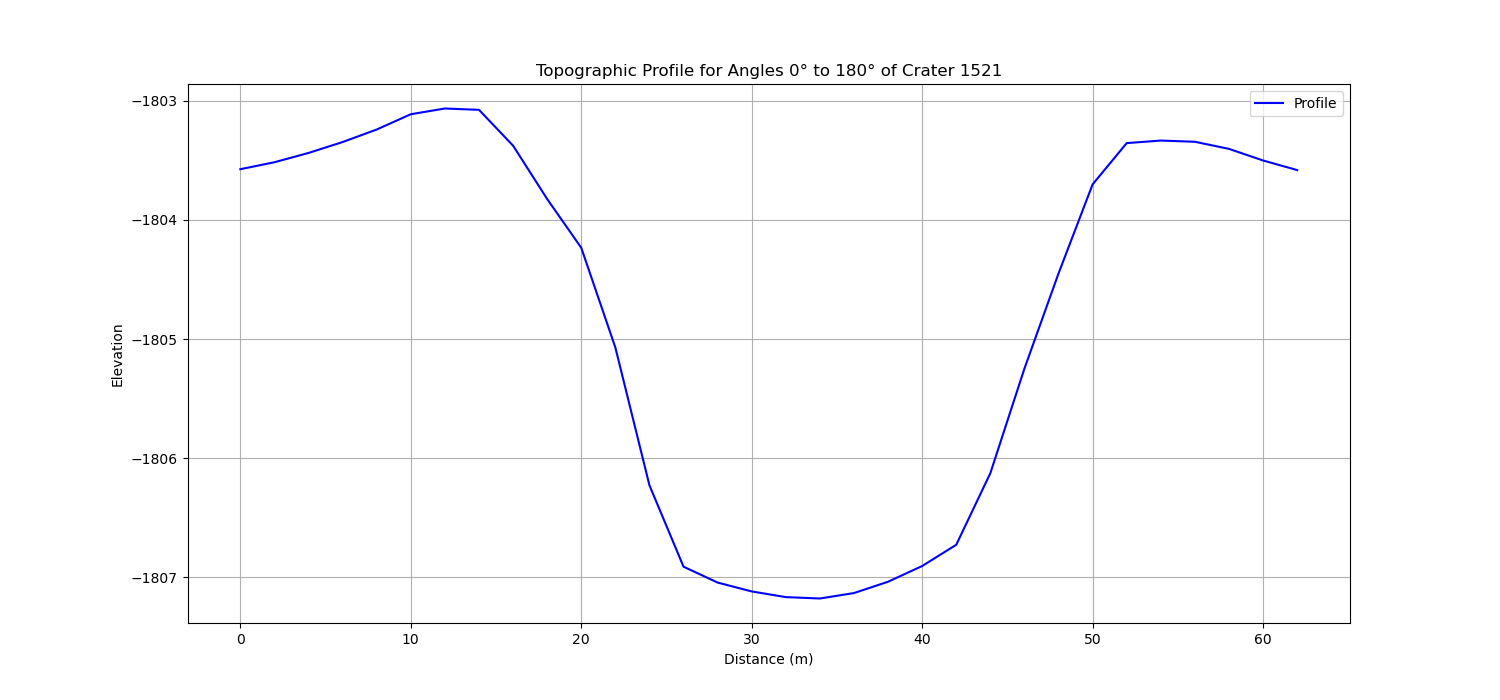 Topographic Profile for Angles 0° to 180° of Crater 1521
Profile
−1803
−1804
−1805
−1806
−1807
Elevation
0 10 20 30 40 50 60
Distance (m)